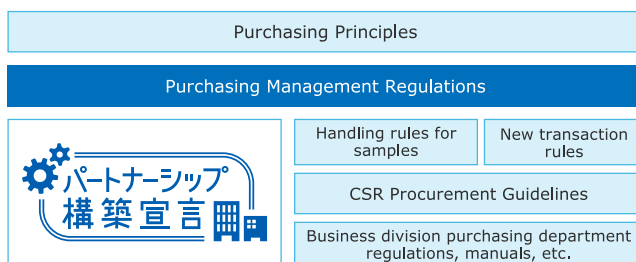 Purchasing Principles
Purchasing Management Regulations
パートナーシップ
構築宣言
Handling rules for
samples
New transaction
rules
CSR Procurement Guidelines
Business division purchasing department
regulations, manuals, etc.